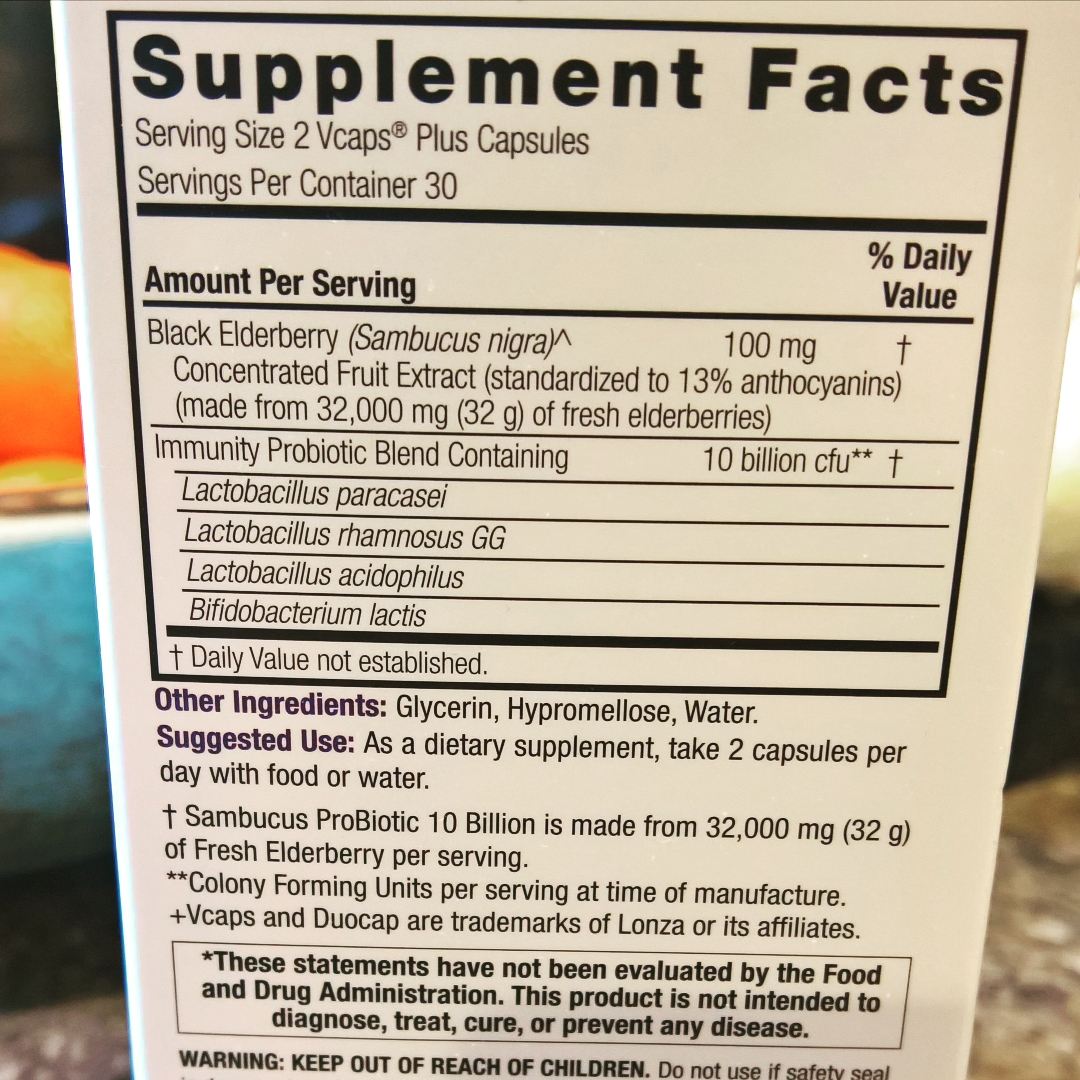 Supplement Facts
Serving Size 2 Vcaps® Plus Capsules
Servings Per Container 30
% Daily
Value
Amount Per Serving
Black Elderberry (Sambucus nigra)^ 100 mg †
Concentrated Fruit Extract (standardized to 13% anthocyanins)
(made from 32,000 mg (32 g) of fresh elderberries)
Immunity Probiotic Blend Containing 10 billion cfu** †
Lactobacillus paracasei
Lactobacillus rhamnosus GG
Lactobacillus acidophilus
Bifidobacterium lactis
† Daily Value not established.
Other Ingredients: Glycerin, Hypromellose, Water.
Suggested Use: As a dietary supplement, take 2 capsules per
day with food or water.
† Sambucus ProBiotic 10 Billion is made from 32,000 mg (32 g)
of Fresh Elderberry per serving.
**Colony Forming Units per serving at time of manufacture.
+Vcaps and Duocap are trademarks of Lonza or its affiliates.
*These statements have not been evaluated by the Food
and Drug Administration. This product is not intended to
diagnose, treat, cure, or prevent any disease.
WARNING: KEEP OUT OF REACH OF CHILDREN. Do not use if safety seal